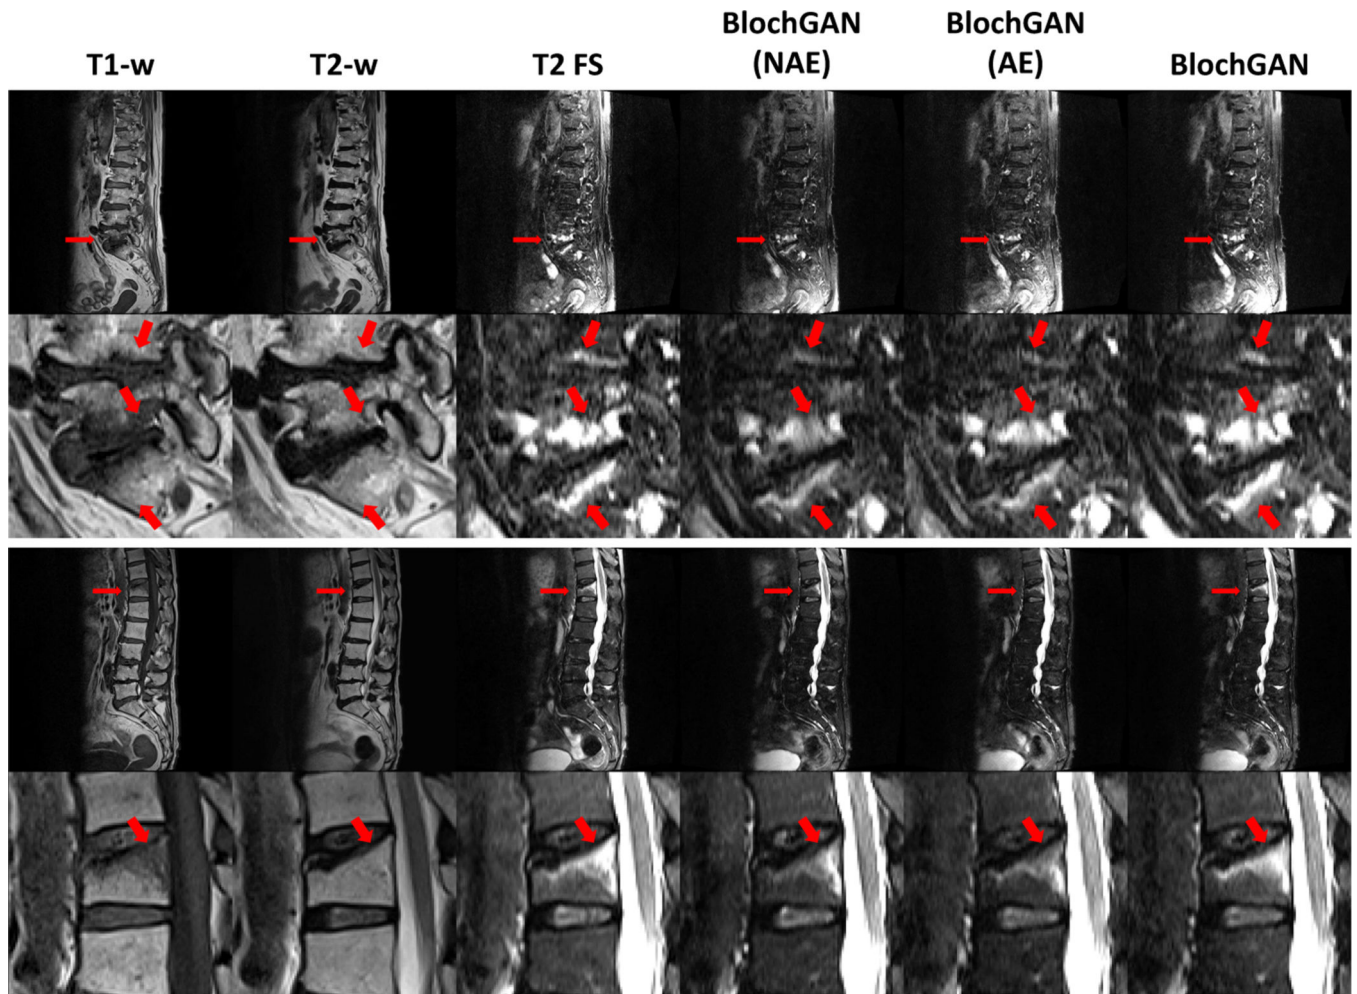 T1-w
T2-w
T2 FS
BlochGAN
(NAE)
BlochGAN
(AE)
BlochGAN